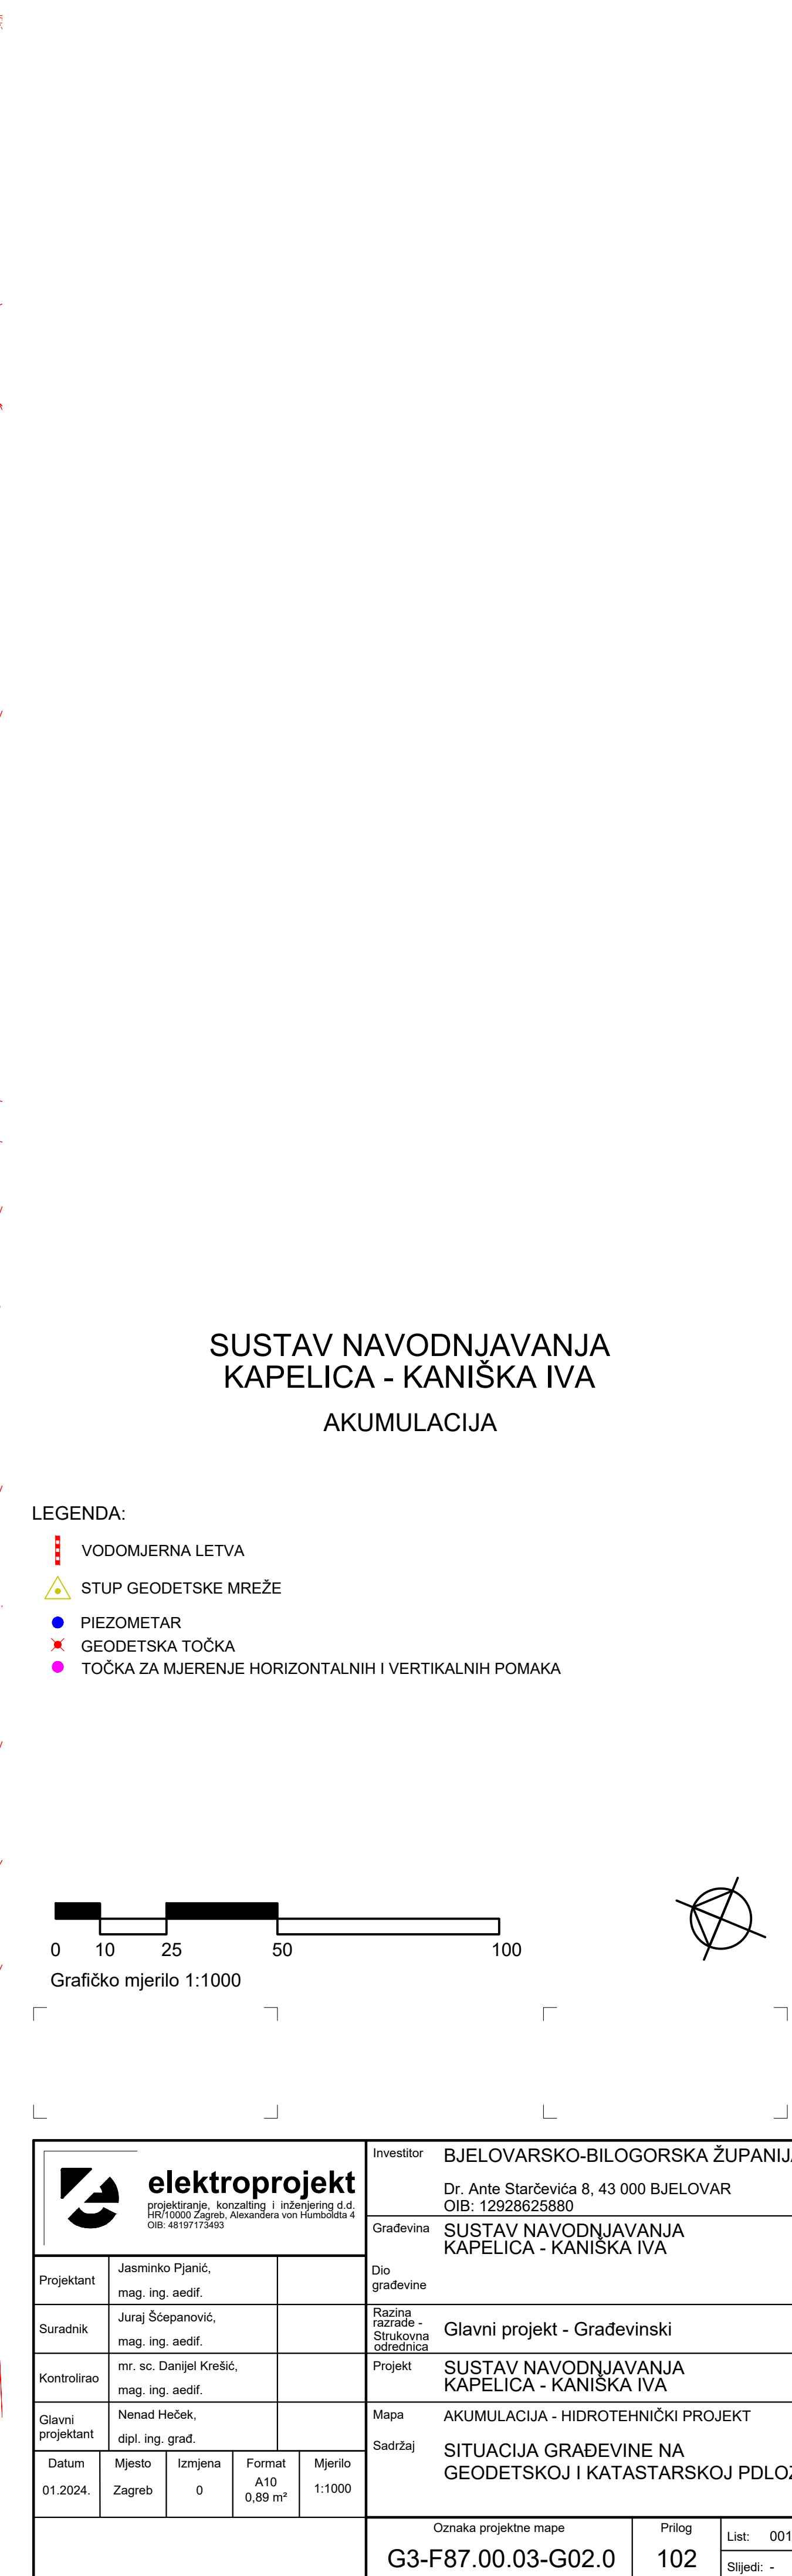 SUSTAV NAVODNJAVANJA
KAPELICA - KANIŠKA IVA
AKUMULACIJA
LEGENDA:
VODOMJERNA LETVA
STUP GEODETSKE MREŽE
PIEZOMETAR
GEODETSKA TOČKA
TOČKA ZA MJERENJE HORIZONTALNIH I VERTIKALNIH POMAKA
0 10 25 50 100
Grafičko mjerilo 1:1000
elektroprojekt
projektiranje, konzalting i inženjering d.d.
HR/10000 Zagreb, Alexandera von Humboldta 4
OIB: 48197173493
Projektant
Jasminko Pjanić,
mag. ing. aedif.
Suradnik
Juraj Šćepanović,
mag. ing. aedif.
Kontrolirao
mr. sc. Danijel Krešić,
mag. ing. aedif.
Glavni
projektant
Nenad Heček,
dipl. ing. građ.
Datum Mjesto Izmjena Format Mjerilo
01.2024. Zagreb 0 A10 1:1000
0,89 m²
Investitor
BJELOVARSKO-BILOGORSKA ŽUPANIJ
Dr. Ante Starčevića 8, 43 000 BJELOVAR
OIB: 12928625880
Građevina
SUSTAV NAVODNJAVANJA
KAPELICA - KANIŠKA IVA
Dio
građevine
Razina
razrade -
Strukovna
odrednica
Glavni projekt - Građevinski
Projekt
SUSTAV NAVODNJAVANJA
KAPELICA - KANIŠKA IVA
Mapa
AKUMULACIJA - HIDROTEHNIČKI PROJEKT
Sadržaj
SITUACIJA GRAĐEVINE NA
GEODETSKOJ I KATASTARSKOJ PDLOZ
Oznaka projektne mape
G3-F87.00.03-G02.0
Prilog
102
List: 001
Slijedi: -